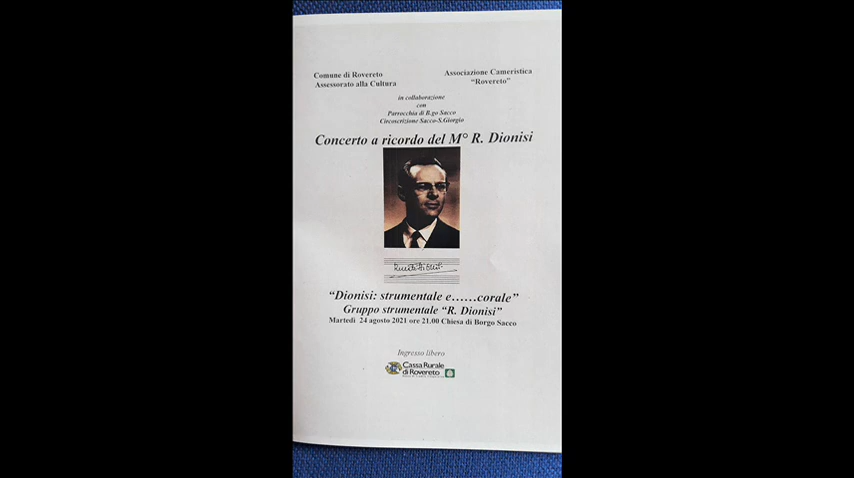 Comune di Rovereto
Assessorato alla Cultura
Associazione Cameristica
“Rovereto”
in collaborazione
con
Parrocchia di B.go Sacco
Circoscrizione Sacco-S.Giorgio
Concerto a ricordo del M° R. Dionisi
“Dionisi: strumentale e……corale”
Gruppo strumentale “R. Dionisi”
Martedì 24 agosto 2021 ore 21.00 Chiesa di Borgo Sacco
Ingresso libero
Cassa Rurale
di Rovereto